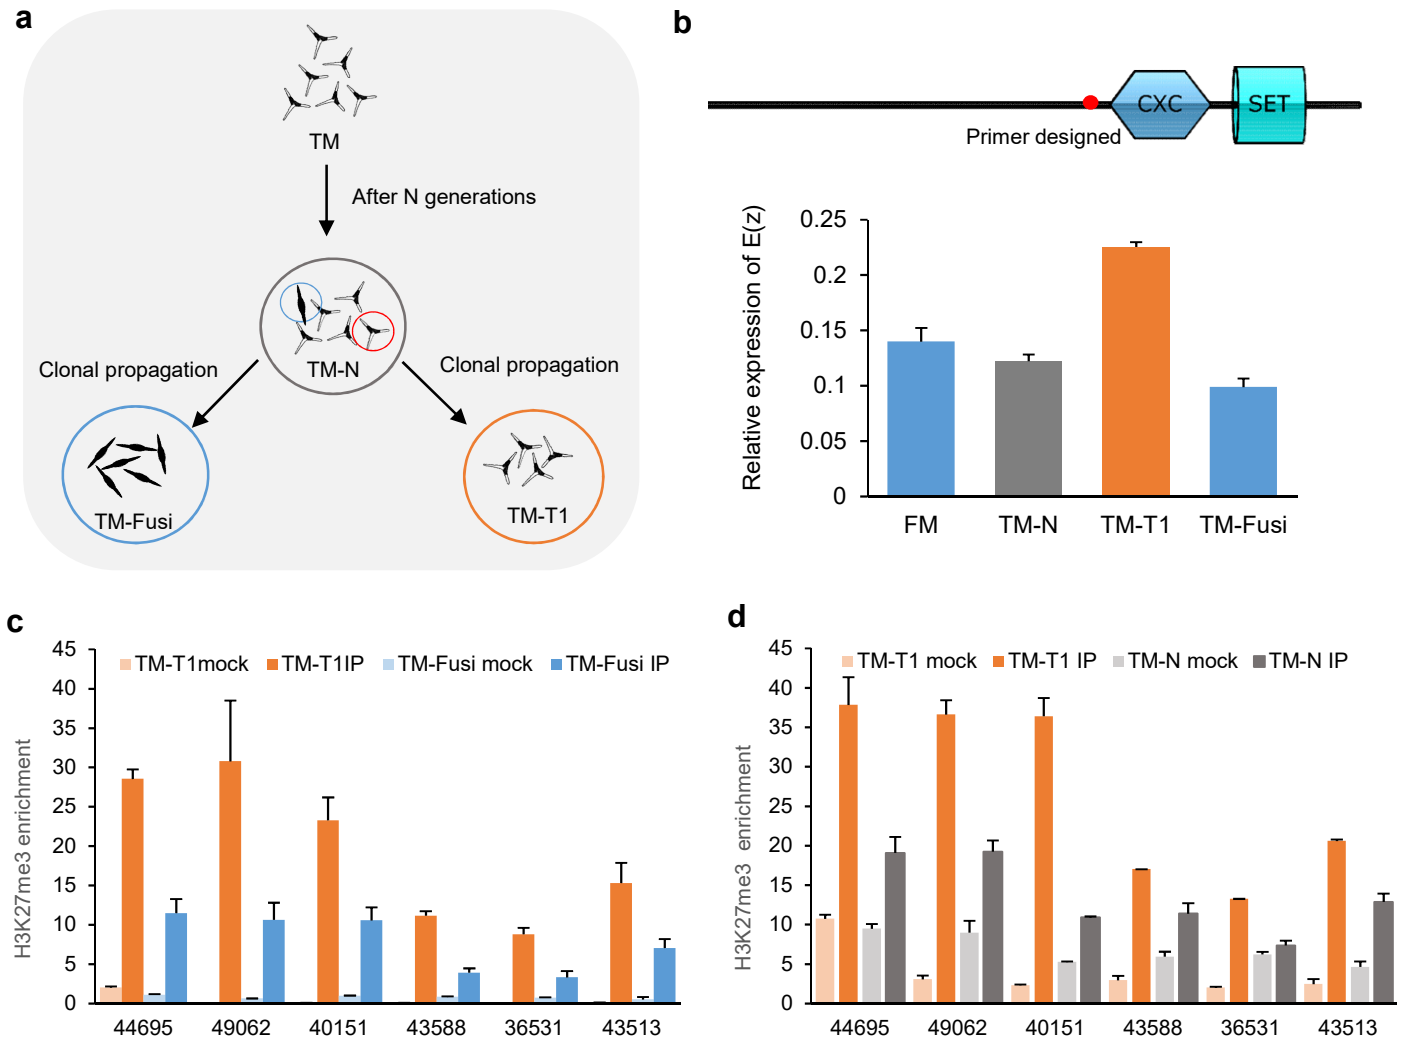 a
TM
After N generations
TM-N
Clonal propagation
Clonal propagation
TM-Fusi
TM-T1
b
CXC
SET
Primer designed
Relative expression of E(z)
0.25
0.2
0.15
0.1
0.05
0
FM
TM-N
TM-T1
TM-Fusi
c
TM-T1mock
TM-T1IP
TM-Fusi mock
TM-Fusi IP
H3K27me3 enrichment
45
40
35
30
25
20
15
10
5
0
44695
49062
40151
43588
36531
43513
d
TM-T1 mock
TM-T1 IP
TM-N mock
TM-N IP
H3K27me3 enrichment
45
40
35
30
25
20
15
10
5
0
44695
49062
40151
43588
36531
43513